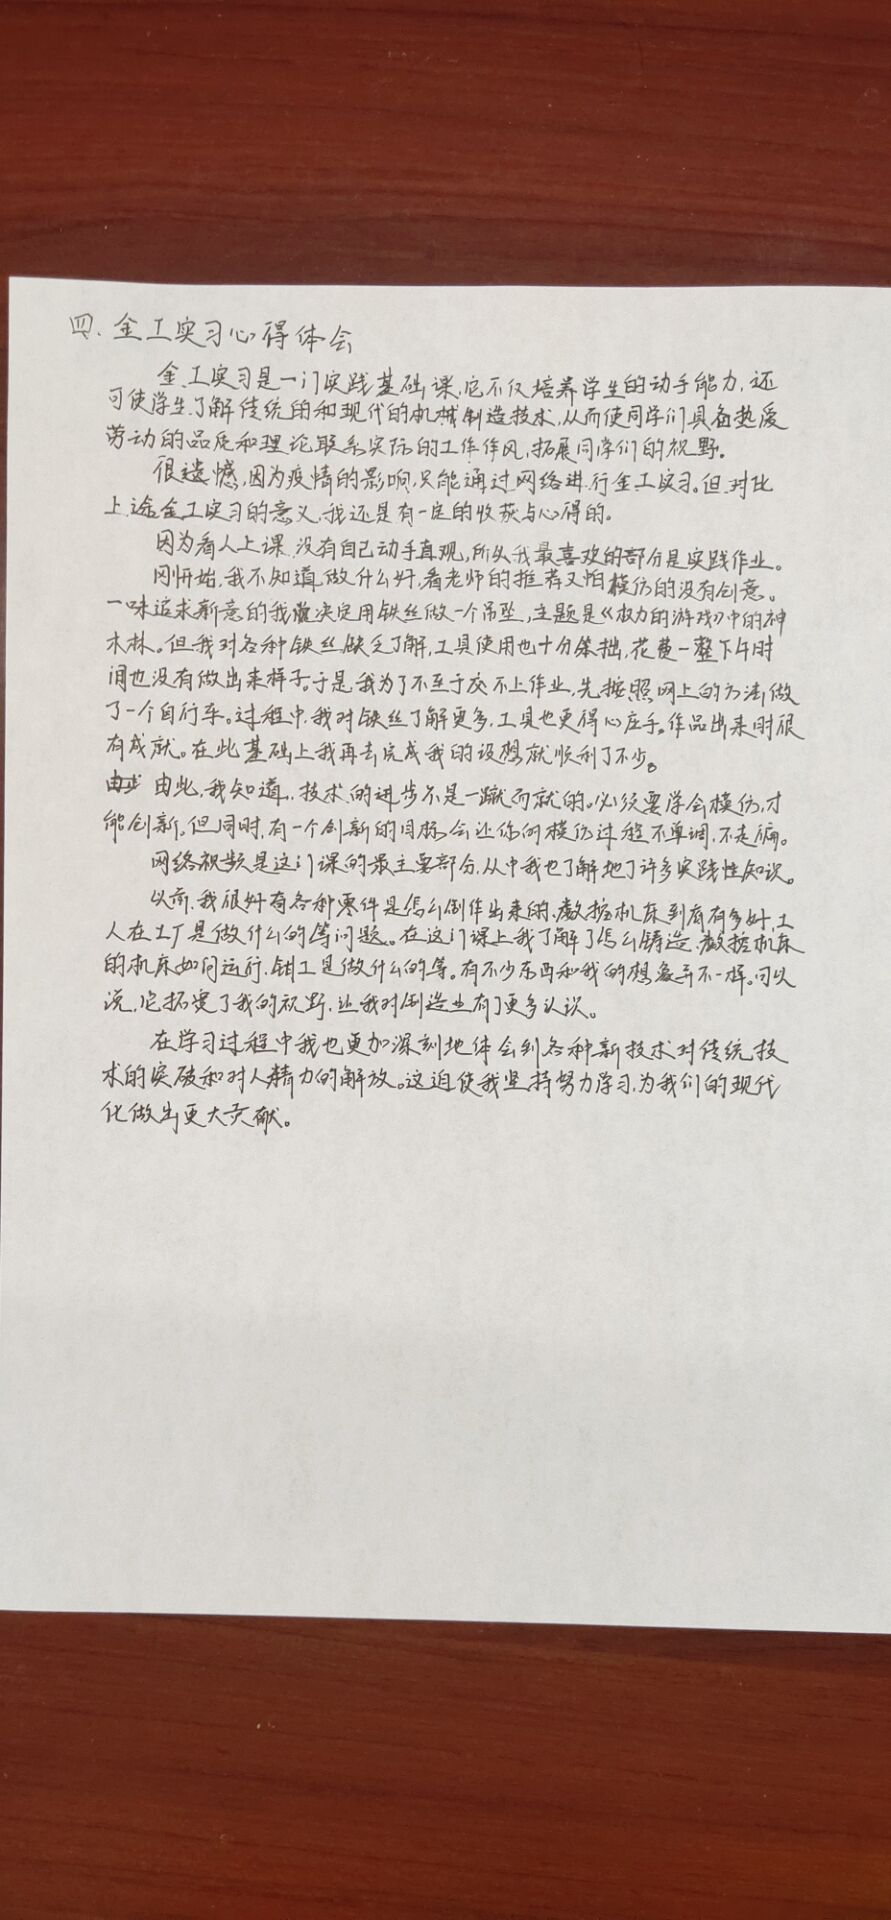 四、金工实习心得体会
金工实习是一门实践基础课,它不仅培养学生的动手能力,还
可使学生了解传统的和现代的机械制造技术,从而使同学们具备热爱
劳动的品质和理论联系实际的工作作风,拓展同学们的视野。
很遗憾,因为疫情的影响,只能通过网络进行金工实习。但对比
上述金工实习的意义,我还是有一定的收获与心得的。
因为看人上课,没有自己动手直观,所以我最喜欢的部分是实践作业。
刚开始,我不知道做什么好,看老师的推荐又怕模仿的没有创意。
一味追求新意的我就决定用铁丝做一个吊坠,主题是《权力的游戏》中的神
木林。但我对各种铁丝缺乏了解,工具使用也十分笨拙,花费一整下午时
间也没有做出来样子。于是我为了不至于交不上作业,先按照网上的方法做
了一个自行车。过程中,我对铁丝了解更多,工具也更得心应手。作品出来时很
有成就。在此基础上我再去完成我的设想就顺利了不少。
由此,我知道,技术的进步不是一蹴而就的。必须要学会模仿,才
能创新。但同时,有一个创新的目标会让你的模仿过程不单调,不走偏。
网络视频是这门课的最主要部分,从中我也了解地了许多实践性知识。
以前,我很好奇各种零件是怎么制作出来的,数控机床到底有多好,工
人在工厂是做什么的等问题。在这门课上我了解了怎么铸造,数控机床
的机床如何运行,钳工是做什么的等。有不少东西和我的想象并不一样。可以
说,它拓宽了我的视野,让我对制造业有了更多认识。
在学习过程中我也更加深刻地体会到各种新技术对传统技
术的突破和对人精力的解放。这迫使我坚持努力学习,为我们的现代
化做出更大贡献。